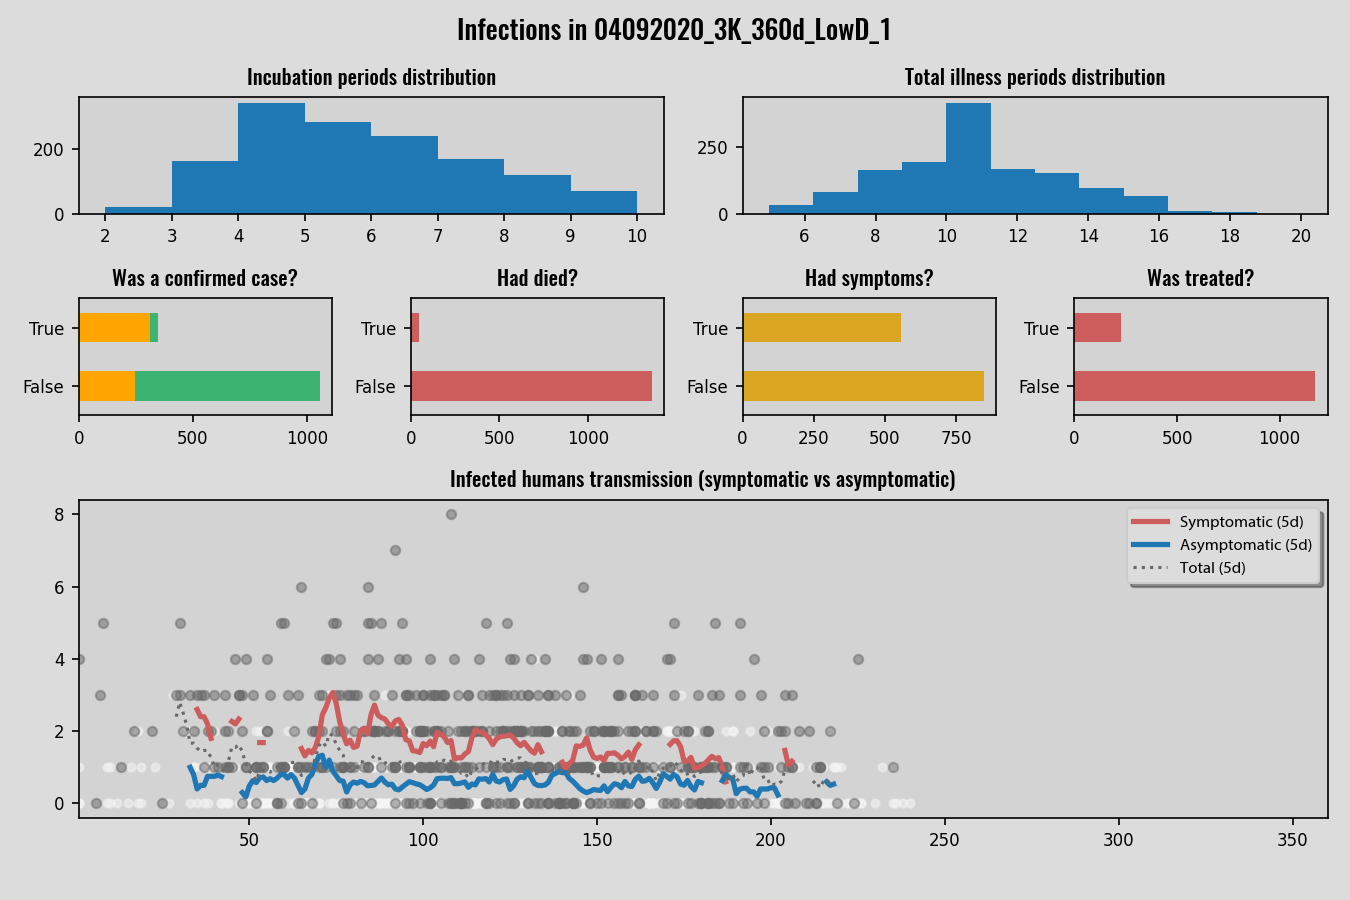 Infections in 04092020_3K_360d_LowD_1
Incubation periods distribution
Total illness periods distribution
200
0
2 3 4 5 6 7 8 9 10
250
0
6 8 10 12 14 16 18 20
Was a confirmed case?
Had died?
Had symptoms?
Was treated?
True
False
0 500 1000
True
False
0 500 1000
True
False
0 250 500 750
True
False
0 500 1000
Infected humans transmission (symptomatic vs asymptomatic)
8
6
4
2
0
Symptomatic (5d)
Asymptomatic (5d)
Total (5d)
50 100 150 200 250 300 350